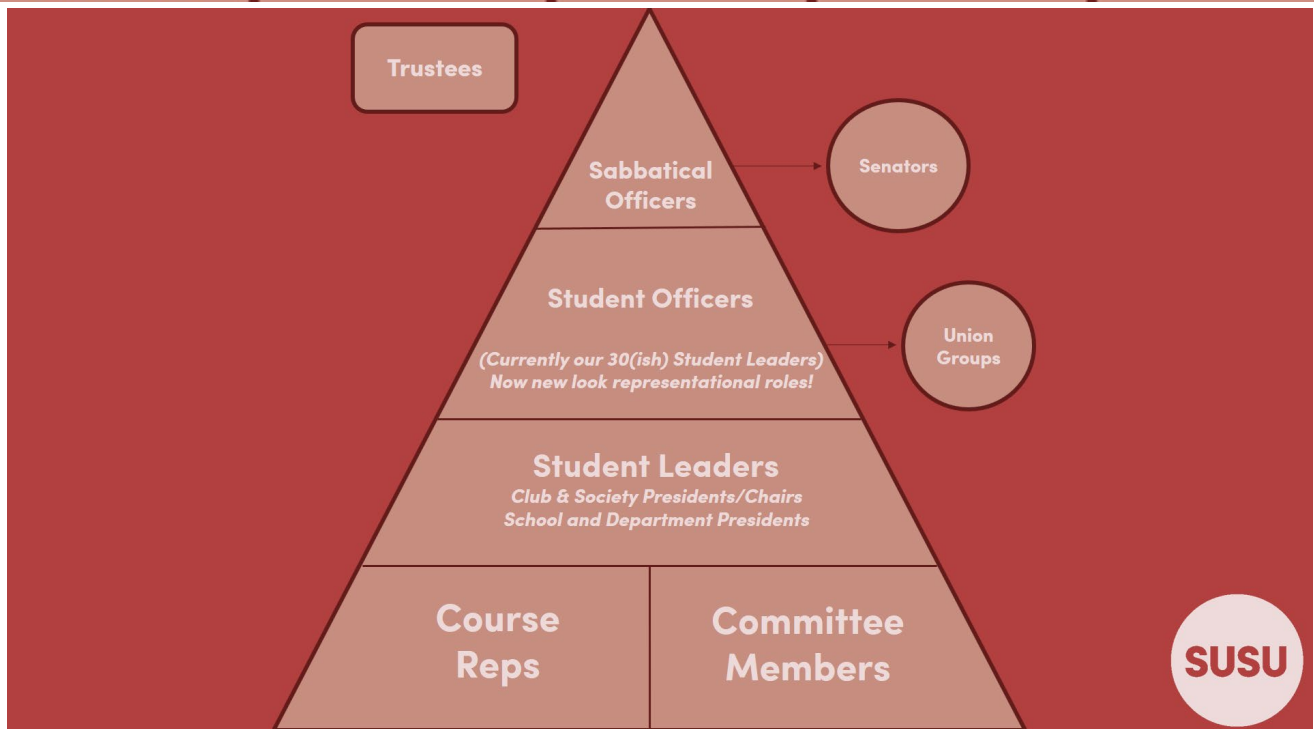 Trustees
Sabbatical
Officers
Senators
Student Officers
(Currently our 30(ish) Student Leaders)
Now new look representational roles!
Union
Groups
Student Leaders
Club & Society Presidents/Chairs
School and Department Presidents
Course
Reps
Committee
Members
SUSU